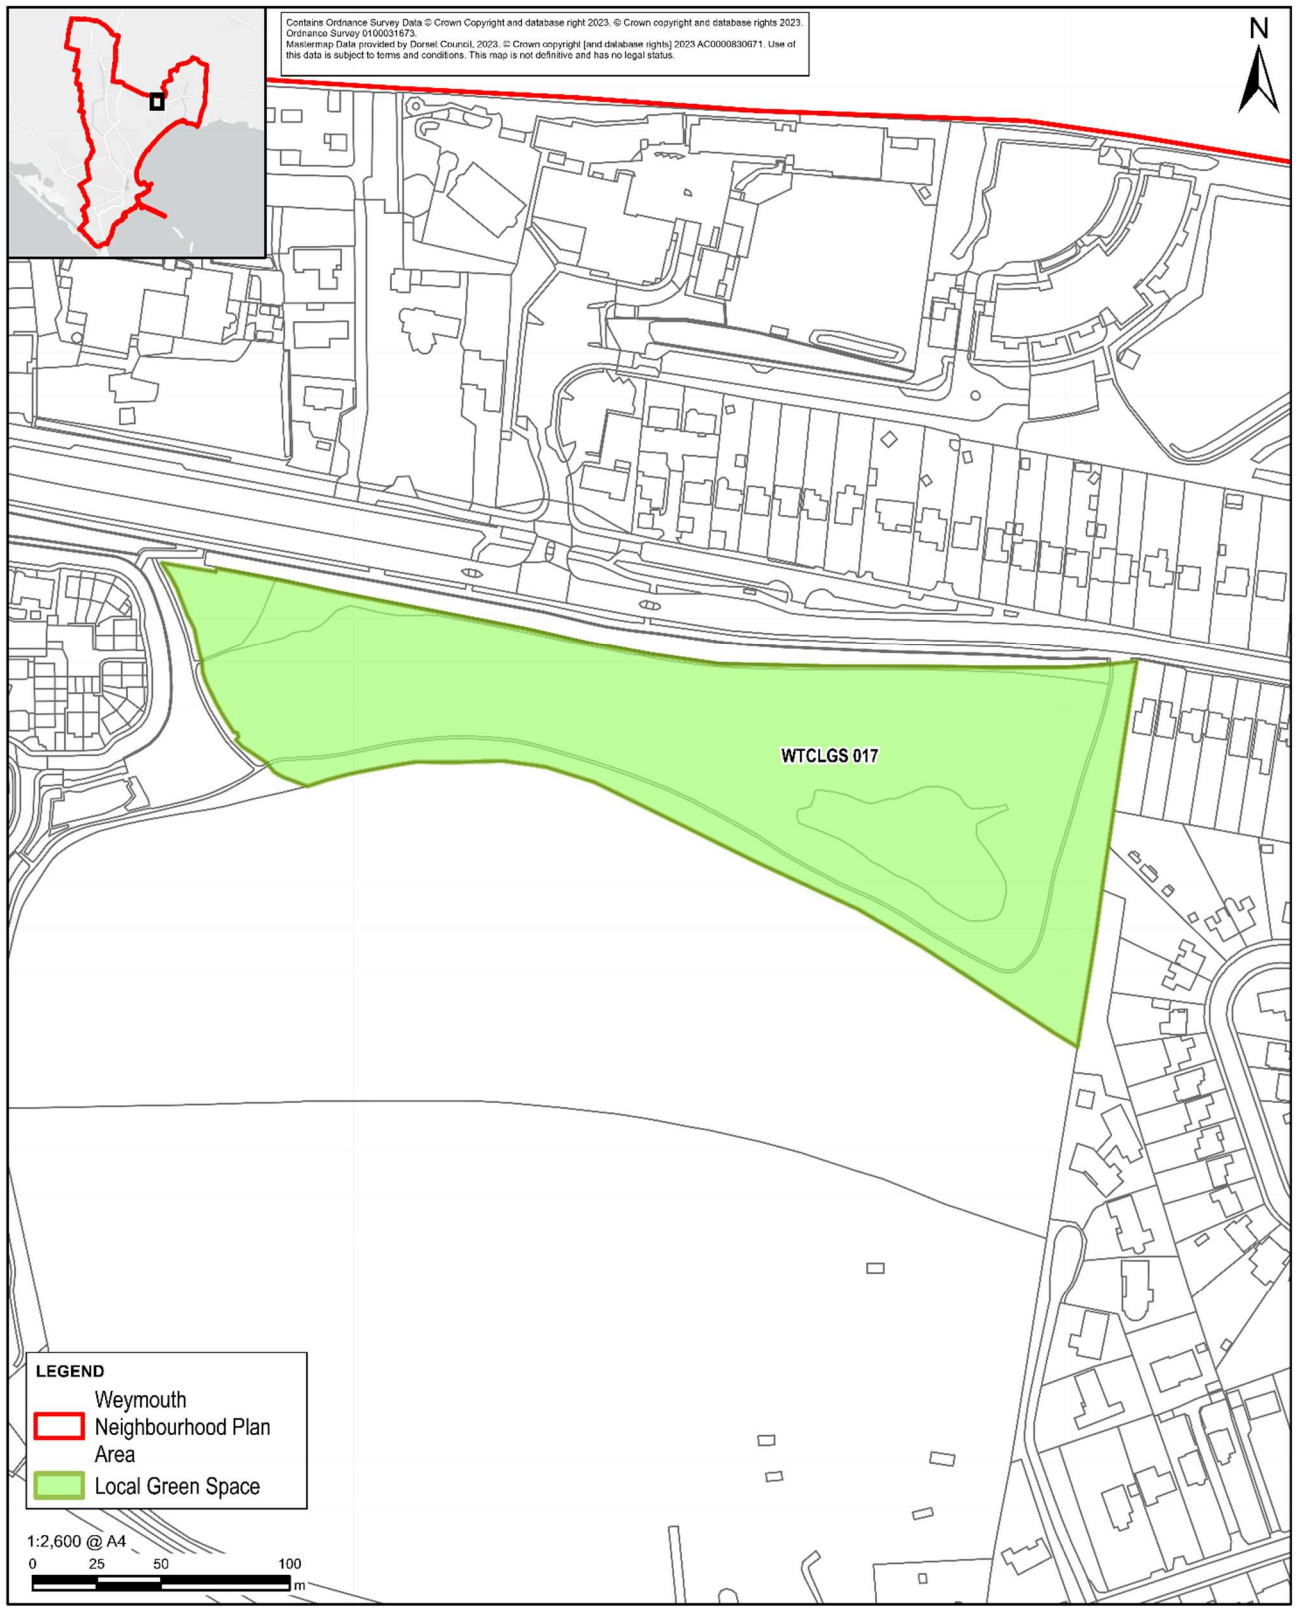 Contains Ordnance Survey Data © Crown Copyright and database right 2023. © Crown copyright and database rights 2023.
Ordnance Survey 0100031673.
Mastermap Data provided by Dorset Council, 2023. © Crown copyright [and database rights] 2023 AC0000830671. Use of
this data is subject to terms and conditions. This map is not definitive and has no legal status.
N
WTCLGS 017
LEGEND
Weymouth
Neighbourhood Plan
Area
Local Green Space
1:2,600 @ A4
0 25 50 100
m